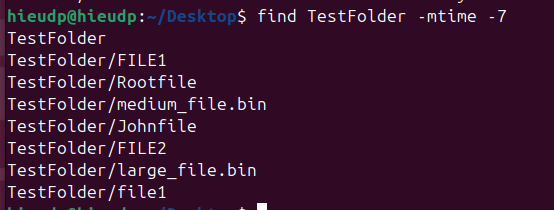 hieudp@hieudp:~/Desktop$ find TestFolder -mtime -7
TestFolder
TestFolder/FILE1
TestFolder/Rootfile
TestFolder/medium_file.bin
TestFolder/Johnfile
TestFolder/FILE2
TestFolder/large_file.bin
TestFolder/file1